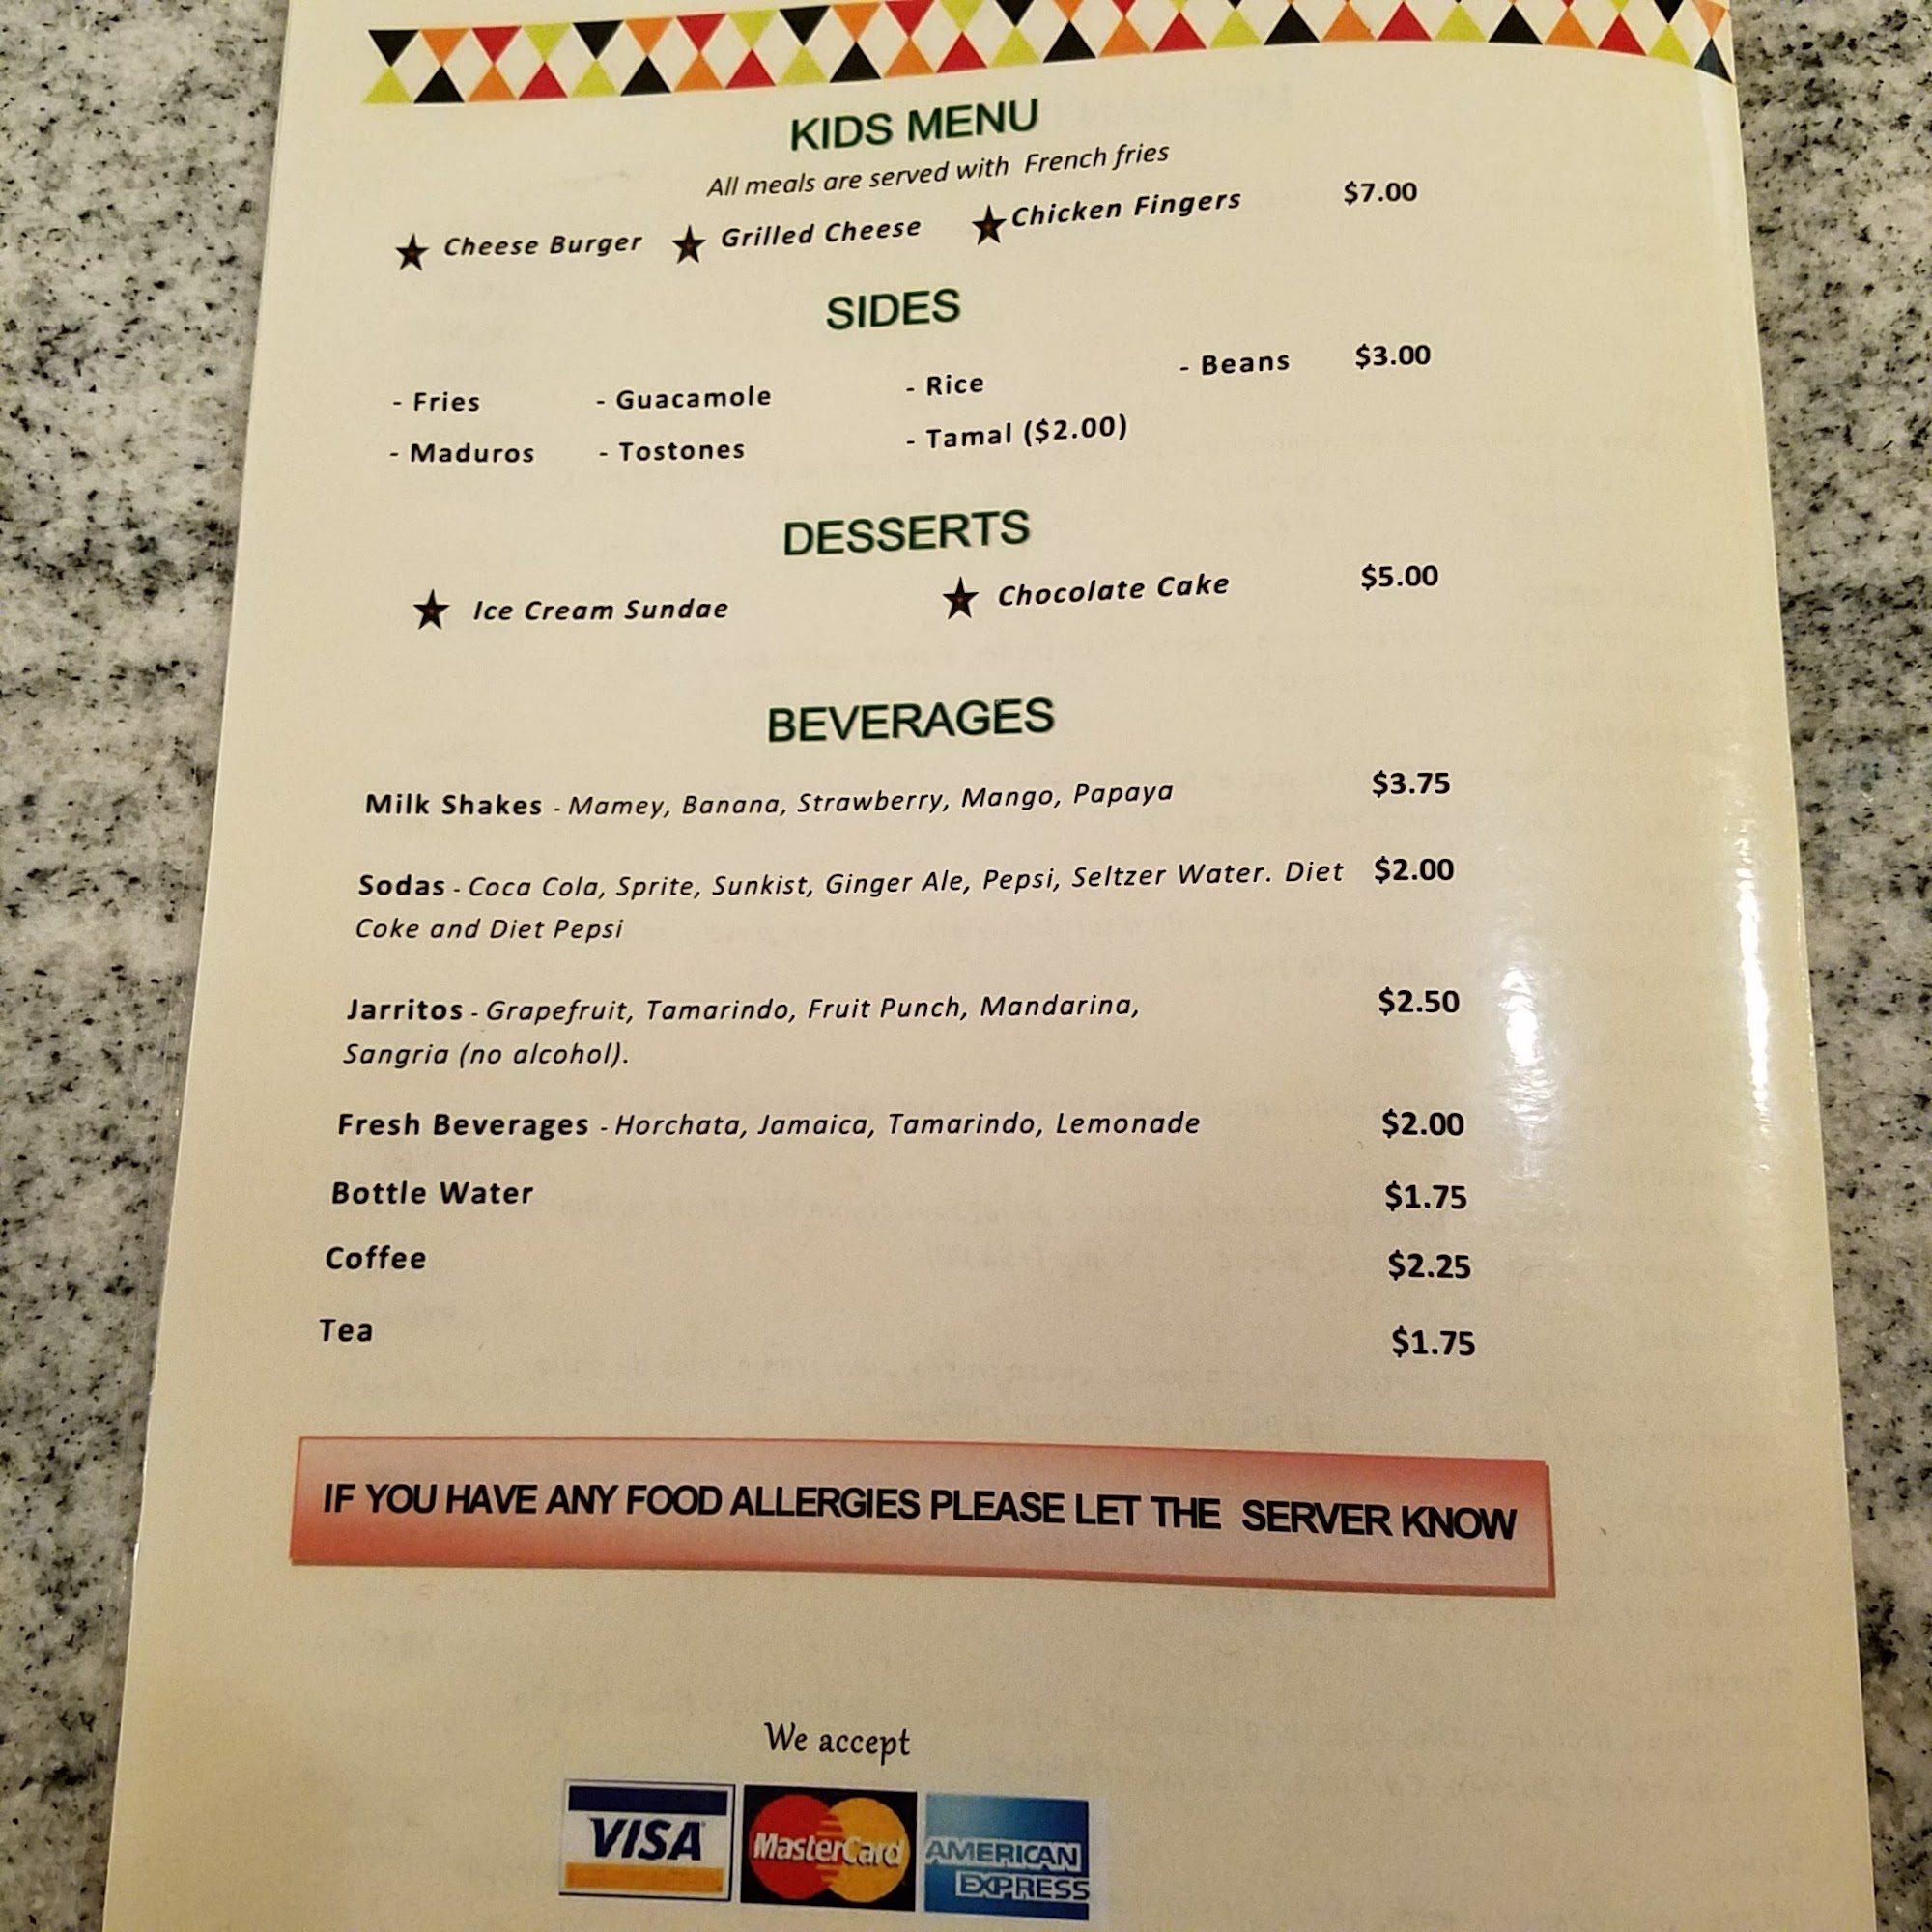 KIDS MENU
All meals are served with French fries
★ Cheese Burger ★ Grilled Cheese ★ Chicken Fingers $7.00
SIDES
- Fries - Guacamole - Rice - Beans $3.00
- Maduros - Tostones - Tamal ($2.00)
DESSERTS
★ Ice Cream Sundae ★ Chocolate Cake $5.00
BEVERAGES
Milk Shakes - Mamey, Banana, Strawberry, Mango, Papaya $3.75
Sodas - Coca Cola, Sprite, Sunkist, Ginger Ale, Pepsi, Seltzer Water. Diet $2.00
Coke and Diet Pepsi
Jarritos - Grapefruit, Tamarindo, Fruit Punch, Mandarina, $2.50
Sangria (no alcohol).
Fresh Beverages - Horchata, Jamaica, Tamarindo, Lemonade $2.00
Bottle Water $1.75
Coffee $2.25
Tea $1.75
IF YOU HAVE ANY FOOD ALLERGIES PLEASE LET THE SERVER KNOW
We accept
VISA MasterCard AMERICAN
EXPRESS